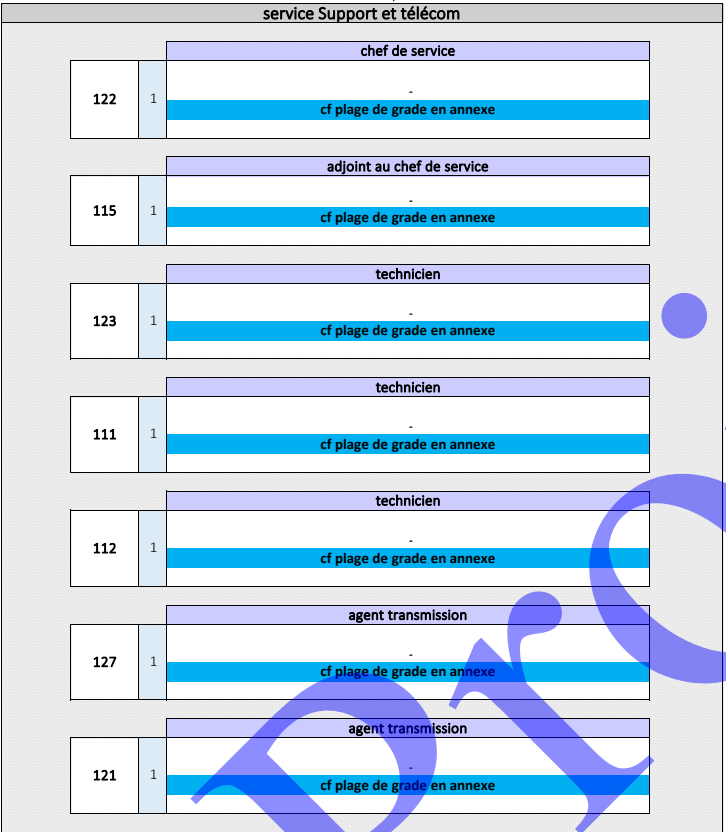 service Support et télécom
chef de service
122 1 -
cf plage de grade en annexe
adjoint au chef de service
115 1 -
cf plage de grade en annexe
technicien
123 1 -
cf plage de grade en annexe
technicien
111 1 -
cf plage de grade en annexe
technicien
112 1 -
cf plage de grade en annexe
agent transmission
127 1 -
cf plage de grade en annexe
agent transmission
121 1 -
cf plage de grade en annexe